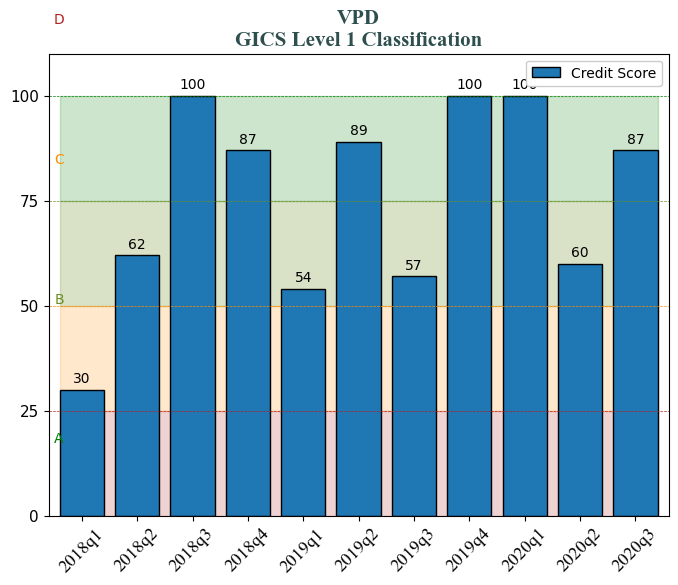 D
VPD
GICS Level 1 Classification
Credit Score
100
100
100
100
C
87
89
87
75
62
60
57
54
B
50
30
25
A
0
2018q1
2018q2
2018q3
2018q4
2019q1
2019q2
2019q3
2019q4
2020q1
2020q2
2020q3